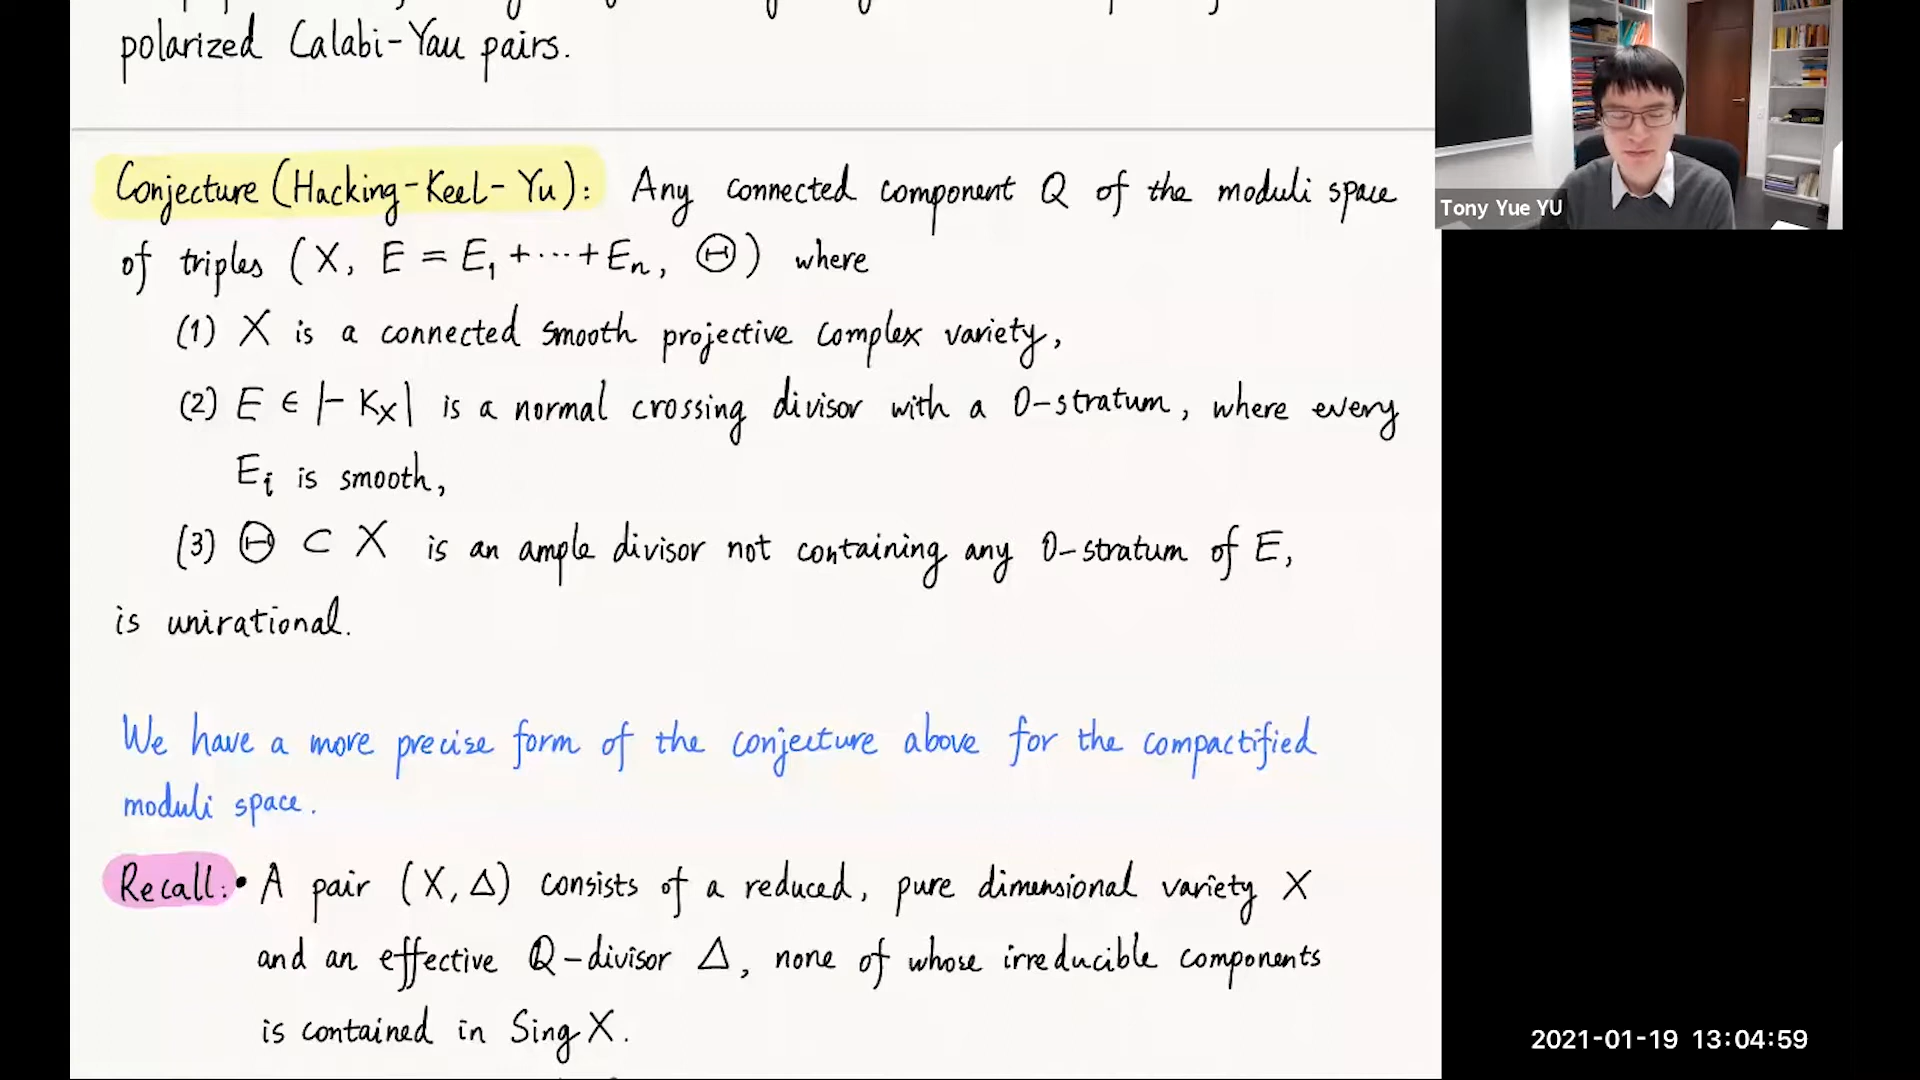 polarized Calabi-Yau pairs.
Conjecture (Hacking-Keel-Yu): Any connected component Q of the moduli space
of triples (X, E = E₁ +···+ Eₙ, Ⓗ) where
(1) X is a connected smooth projective complex variety,
(2) E ∈ |-K_X| is a normal crossing divisor with a 0-stratum, where every
Eᵢ is smooth,
(3) Ⓗ ⊂ X is an ample divisor not containing any 0-stratum of E,
is unirational.
We have a more precise form of the conjecture above for the compactified
moduli space.
Recall: • A pair (X, Δ) consists of a reduced, pure dimensional variety X
and an effective Q-divisor Δ, none of whose irreducible components
is contained in Sing X.
Tony Yue YU
2021-01-19 13:04:59